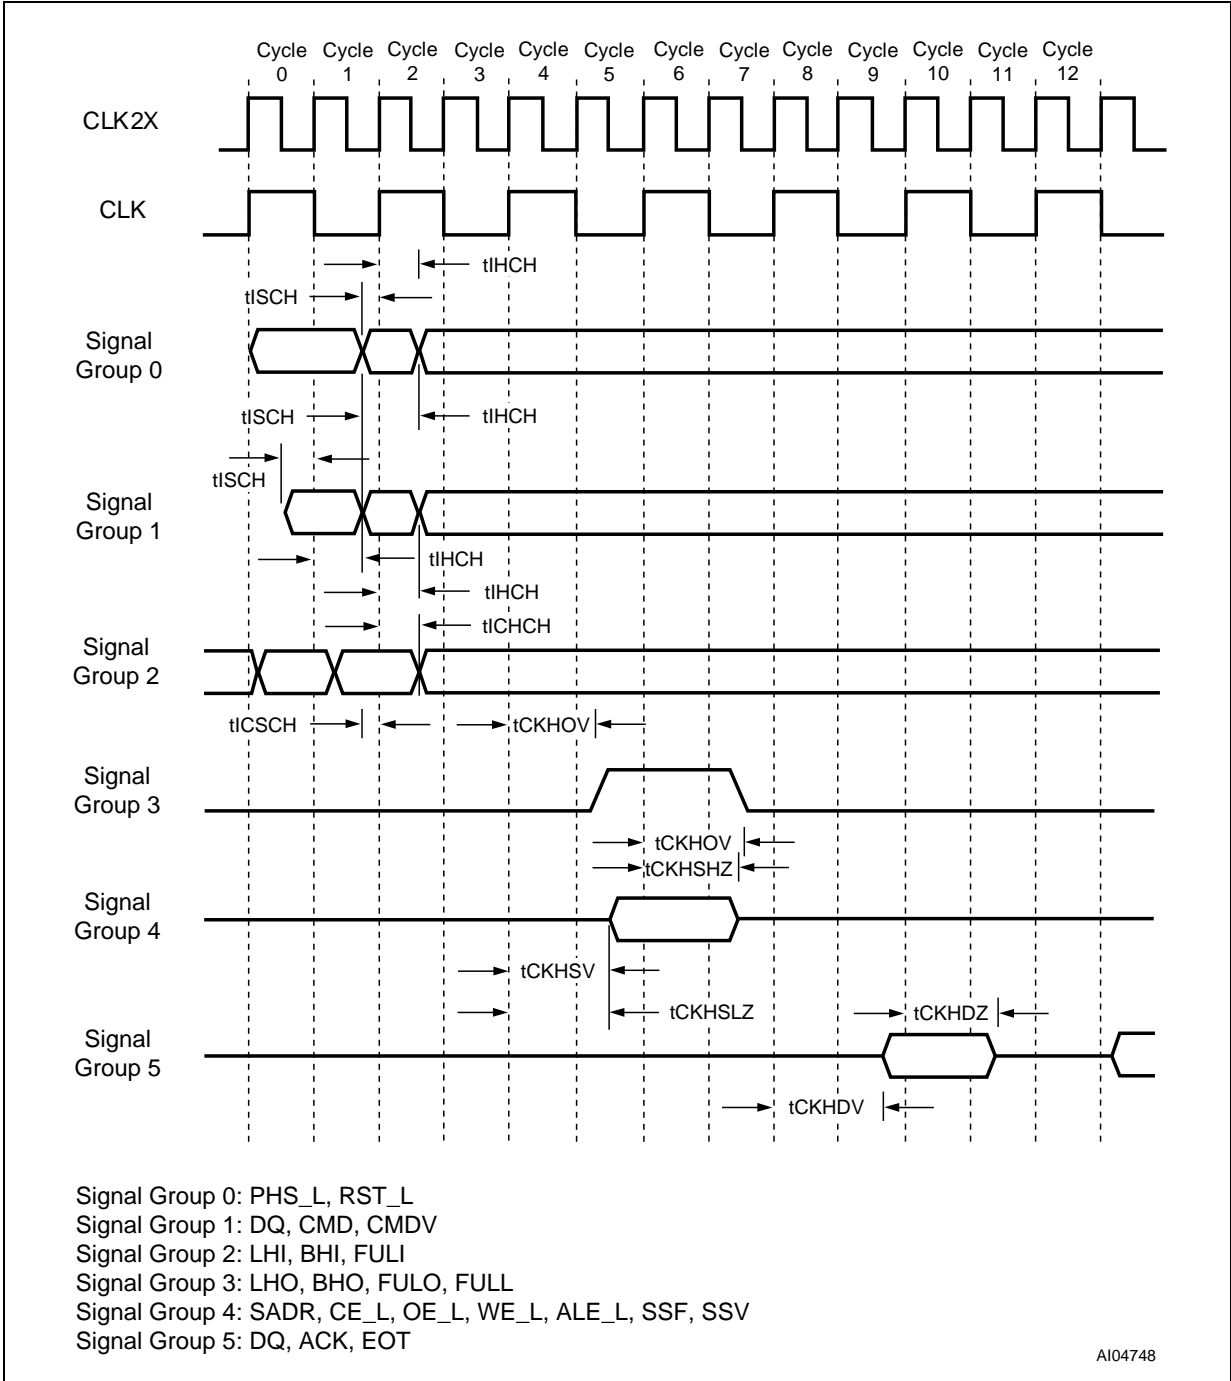 Cycle Cycle Cycle Cycle Cycle Cycle Cycle Cycle Cycle Cycle Cycle Cycle Cycle
0 1 2 3 4 5 6 7 8 9 10 11 12
CLK2X
CLK
tIHCH
tISCH
Signal
Group 0
tISCH
tIHCH
tISCH
Signal
Group 1
tIHCH
tIHCH
tICHCH
Signal
Group 2
tICSCH
tCKHOV
Signal
Group 3
tCKHOV
tCKHSHZ
Signal
Group 4
tCKHSV
tCKHSLZ
tCKHDZ
Signal
Group 5
tCKHDV
Signal Group 0: PHS_L, RST_L
Signal Group 1: DQ, CMD, CMDV
Signal Group 2: LHI, BHI, FULI
Signal Group 3: LHO, BHO, FULO, FULL
Signal Group 4: SADR, CE_L, OE_L, WE_L, ALE_L, SSF, SSV
Signal Group 5: DQ, ACK, EOT
AI04748